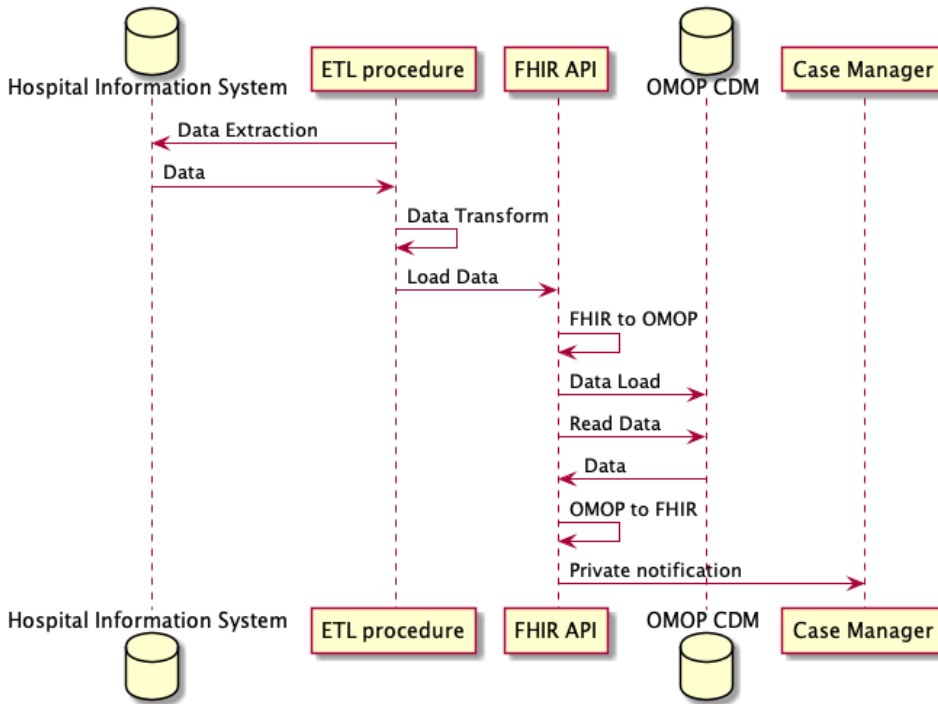 Hospital Information System
ETL procedure
FHIR API
OMOP CDM
Case Manager
Data Extraction
Data
Data Transform
Load Data
FHIR to OMOP
Data Load
Read Data
Data
OMOP to FHIR
Private notification
Hospital Information System
ETL procedure
FHIR API
OMOP CDM
Case Manager